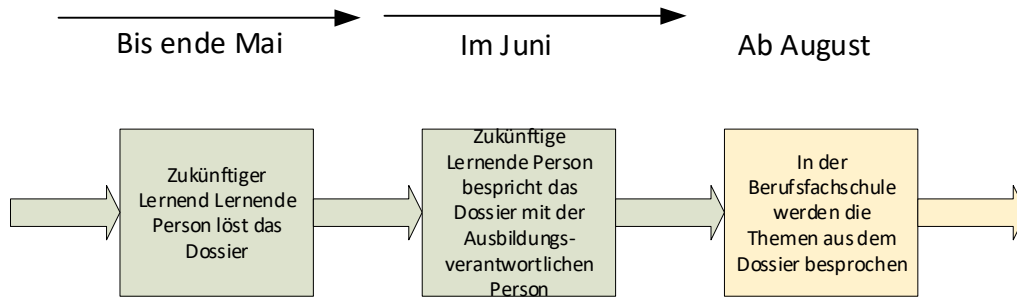 Bis ende Mai
Im Juni
Ab August
Zukünftiger
Lernend Lernende
Person löst das
Dossier
Zukünftige
Lernende Person
bespricht das
Dossier mit der
Ausbildungs-
verantwortlichen
Person
In der
Berufsfachschule
werden die
Themen aus dem
Dossier besprochen